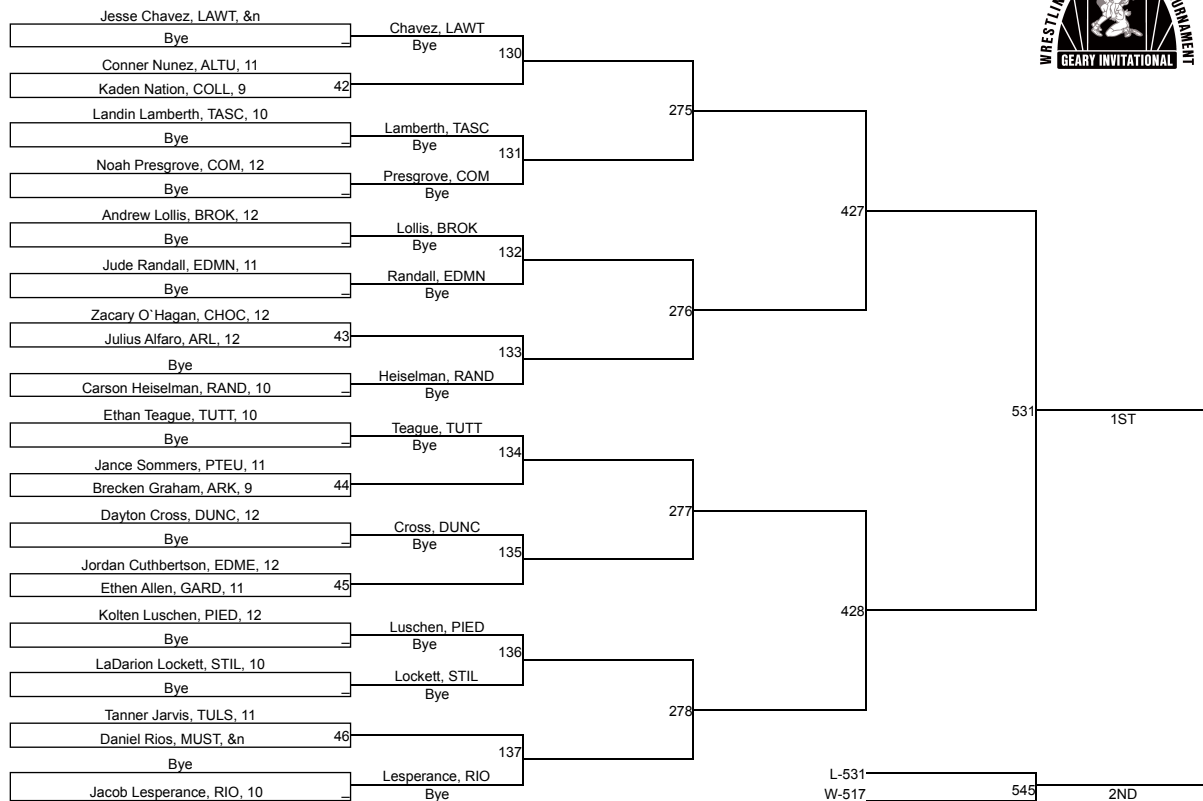 Jesse Chavez, LAWT, &n
Bye
_
Chavez, LAWT
Bye
130
Conner Nunez, ALTU, 11
Kaden Nation, COLL, 9
42
275
Landin Lamberth, TASC, 10
Bye
_
Lamberth, TASC
Bye
131
Noah Presgrove, COM, 12
Bye
_
Presgrove, COM
Bye
427
Andrew Lollis, BROK, 12
Bye
_
Lollis, BROK
Bye
132
Jude Randall, EDMN, 11
Bye
_
Randall, EDMN
Bye
276
Zacary O`Hagan, CHOC, 12
Julius Alfaro, ARL, 12
43
133
Bye
Carson Heiselman, RAND, 10
_
Heiselman, RAND
Bye
531
1ST
Ethan Teague, TUTT, 10
Bye
_
Teague, TUTT
Bye
134
Jance Sommers, PTEU, 11
Brecken Graham, ARK, 9
44
277
Dayton Cross, DUNC, 12
Bye
_
Cross, DUNC
Bye
135
Jordan Cuthbertson, EDME, 12
Ethen Allen, GARD, 11
45
428
Kolten Luschen, PIED, 12
Bye
_
Luschen, PIED
Bye
136
LaDarion Lockett, STIL, 10
Bye
_
Lockett, STIL
Bye
278
Tanner Jarvis, TULS, 11
Daniel Rios, MUST, &n
46
137
Bye
Jacob Lesperance, RIO, 10
_
Lesperance, RIO
Bye
L-531
W-517
545
2ND
GEARY INVITATIONAL